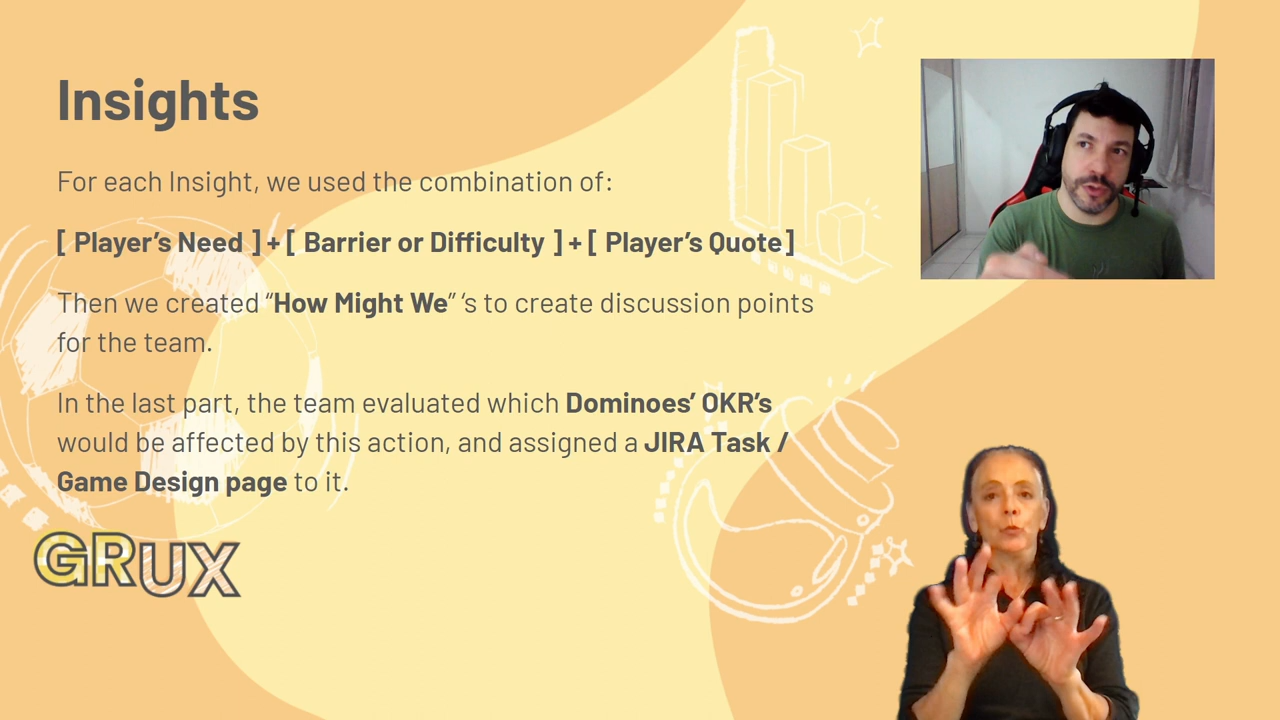 Insights
For each Insight, we used the combination of:
[ Player’s Need ] + [ Barrier or Difficulty ] + [ Player’s Quote]
Then we created “How Might We” ‘s to create discussion points
for the team.
In the last part, the team evaluated which Dominoes’ OKR’s
would be affected by this action, and assigned a JIRA Task /
Game Design page to it.
GRUX